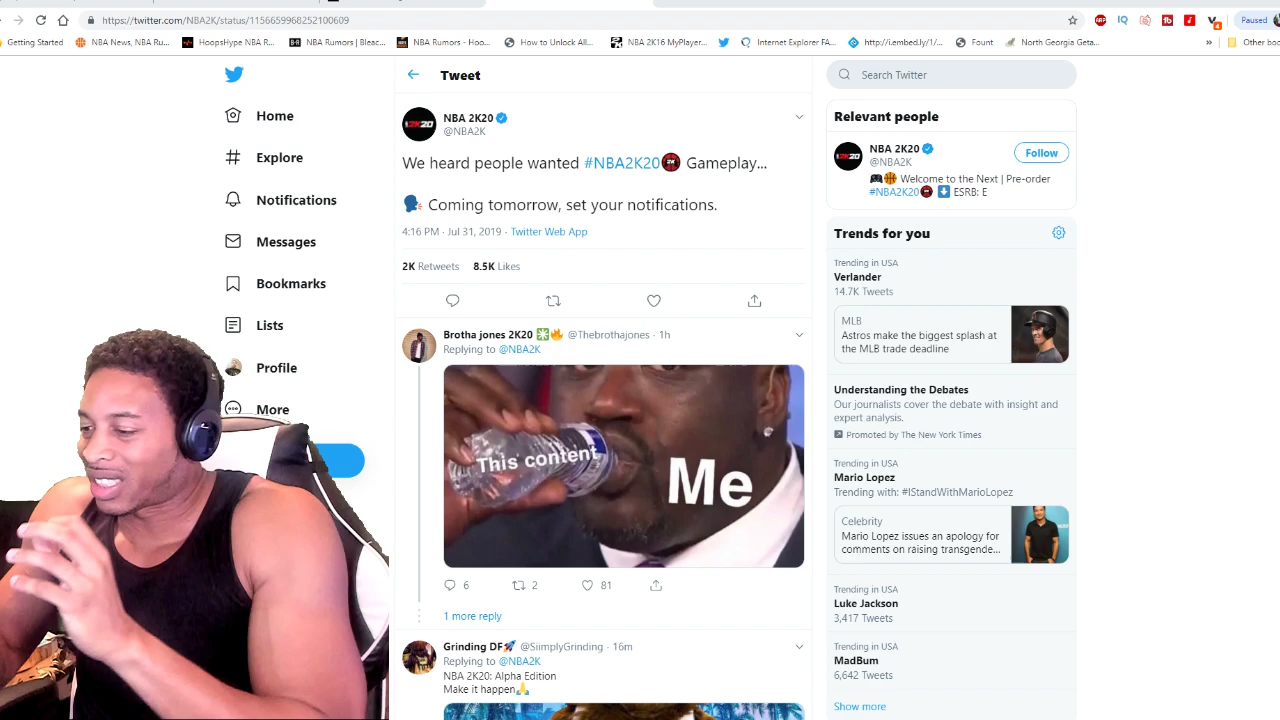 https://twitter.com/NBA2K/status/1156659968252100609
Paused
Getting Started
NBA News, NBA Ru...
HoopsHype NBA R...
NBA Rumors | Bleac...
NBA Rumors - Hoo...
How to Unlock All...
NBA 2K16 MyPlayer...
Internet Explorer FA...
http://i.embed.ly/1/...
Fount
North Georgia Geta...
»
Other boo
Home
Explore
Notifications
Messages
Bookmarks
Lists
Profile
More
Tweet
NBA 2K20
@NBA2K
We heard people wanted #NBA2K20 Gameplay...
Coming tomorrow, set your notifications.
4:16 PM · Jul 31, 2019 · Twitter Web App
2K Retweets 8.5K Likes
Brotha jones 2K20 @Thebrothajones · 1h
Replying to @NBA2K
This content
Me
6
2
81
1 more reply
Grinding DF @SiimplyGrinding · 16m
Replying to @NBA2K
NBA 2K20: Alpha Edition
Make it happen
Search Twitter
Relevant people
NBA 2K20
@NBA2K
Follow
Welcome to the Next | Pre-order
#NBA2K20 ESRB: E
Trends for you
Trending in USA
Verlander
14.7K Tweets
MLB
Astros make the biggest splash at
the MLB trade deadline
Understanding the Debates
Our journalists cover the debate with insight and
expert analysis.
Promoted by The New York Times
Trending in USA
Mario Lopez
Trending with: #IStandWithMarioLopez
Celebrity
Mario Lopez issues an apology for
comments on raising transgende...
Trending in USA
Luke Jackson
3,417 Tweets
Trending in USA
MadBum
6,642 Tweets
Show more